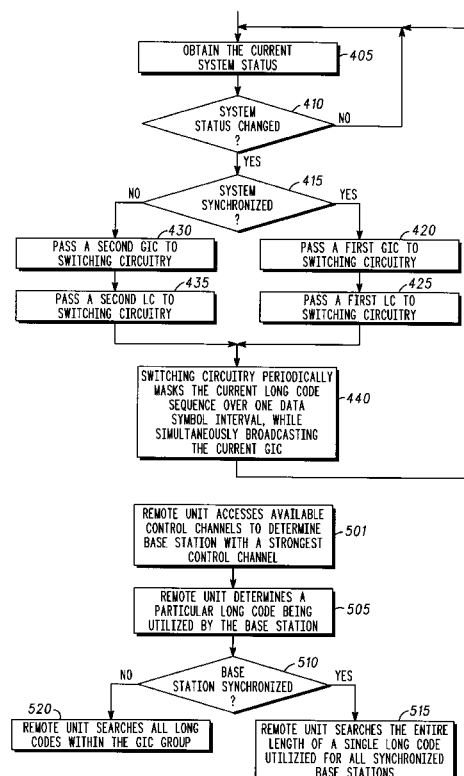 OBTAIN THE CURRENT
SYSTEM STATUS
405
410
SYSTEM
STATUS CHANGED
?
NO
YES
415
SYSTEM
SYNCHRONIZED
?
NO
YES
430
PASS A SECOND GIC TO
SWITCHING CIRCUITRY
420
PASS A FIRST GIC TO
SWITCHING CIRCUITRY
435
PASS A SECOND LC TO
SWITCHING CIRCUITRY
425
PASS A FIRST LC TO
SWITCHING CIRCUITRY
SWITCHING CIRCUITRY PERIODICALLY
MASKS THE CURRENT LONG CODE
SEQUENCE OVER ONE DATA
SYMBOL INTERVAL, WHILE
SIMULTANEOUSLY BROADCASTING
THE CURRENT GIC
440
REMOTE UNIT ACCESSES AVAILABLE
CONTROL CHANNELS TO DETERMINE
BASE STATION WITH A STRONGEST
CONTROL CHANNEL
501
REMOTE UNIT DETERMINES A
PARTICULAR LONG CODE BEING
UTILIZED BY THE BASE STATION
505
510
BASE
STATION SYNCHRONIZED
?
NO
YES
520
REMOTE UNIT SEARCHES ALL LONG
CODES WITHIN THE GIC GROUP
515
REMOTE UNIT SEARCHES THE ENTIRE
LENGTH OF A SINGLE LONG CODE
UTILIZED FOR ALL SYNCHRONIZED
BASE STATIONS